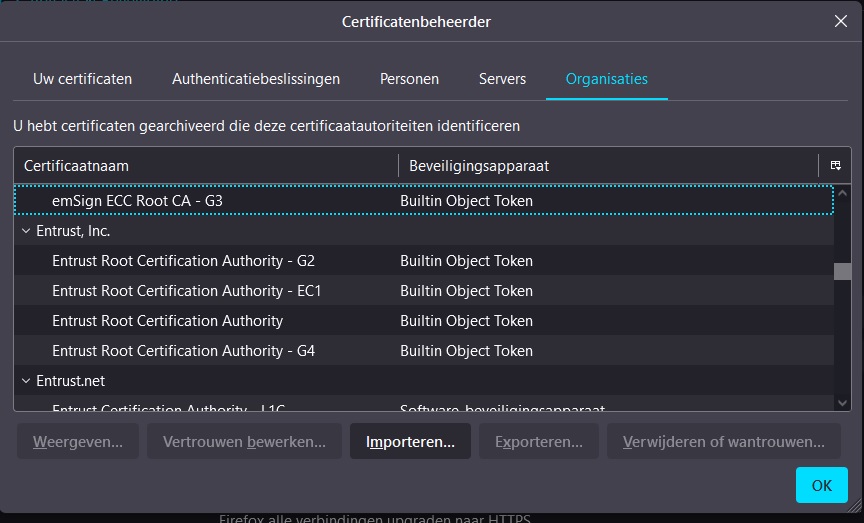 Certificatenbeheerder
Uw certificaten Authenticatiebeslissingen Personen Servers Organisaties
U hebt certificaten gearchiveerd die deze certificaatautoriteiten identificeren
Certificaatnaam Beveiligingsapparaat
emSign ECC Root CA - G3 Builtin Object Token
Entrust, Inc.
Entrust Root Certification Authority - G2 Builtin Object Token
Entrust Root Certification Authority - EC1 Builtin Object Token
Entrust Root Certification Authority Builtin Object Token
Entrust Root Certification Authority - G4 Builtin Object Token
Entrust.net
Entrust Certification Authority - L1C Software-beveiligingsapparaat
Weergeven... Vertrouwen bewerken... Importeren... Exporteren... Verwijderen of wantrouwen...
OK
Firefox alle verbindingen upgraden naar HTTPS